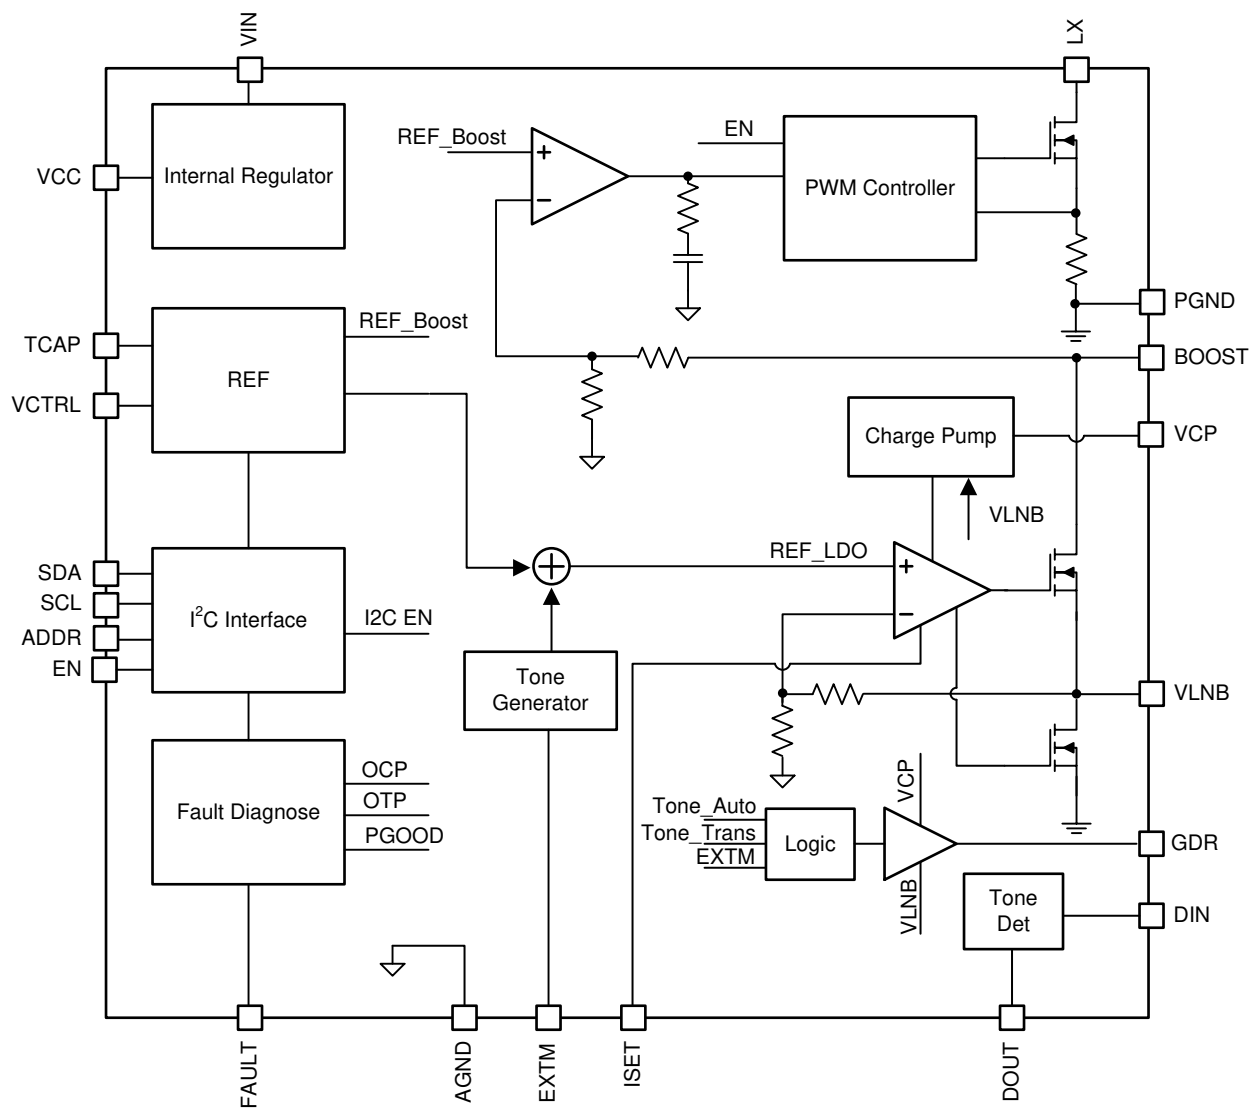 VIN
LX
EN
REF_Boost
+
−
VCC
Internal Regulator
PWM Controller
PGND
TCAP
REF_Boost
BOOST
REF
VCTRL
Charge Pump
VCP
VLNB
REF_LDO
+
−
SDA
SCL
ADDR
EN
I²C Interface
I2C EN
Tone
Generator
VLNB
OCP
OTP
PGOOD
Fault Diagnose
VCP
Tone_Auto
Tone_Trans
EXTM
Logic
VLNB
GDR
Tone
Det
DIN
FAULT
AGND
EXTM
ISET
DOUT